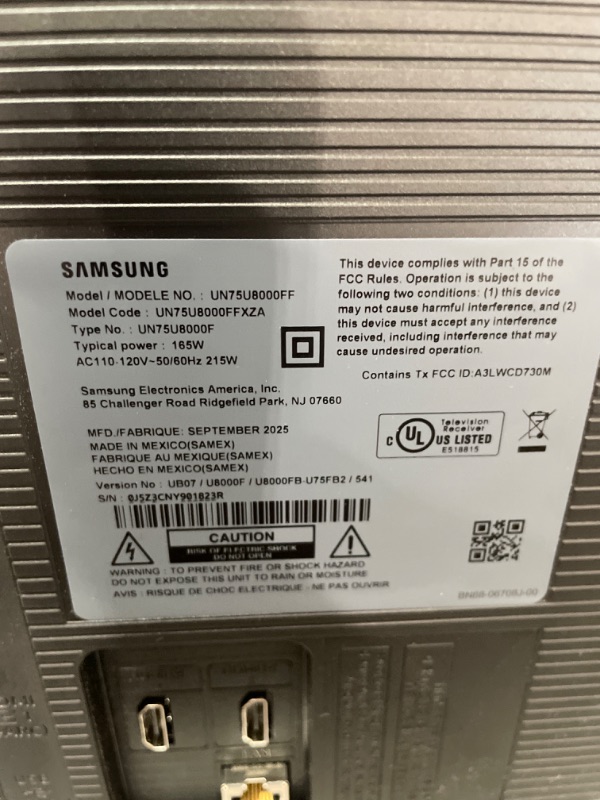 SAMSUNG
Model / MODELE NO. : UN75U8000FF
Model Code : UN75U8000FFXZA
Type No. : UN75U8000F
Typical power : 165W
AC110-120V~50/60Hz 215W
This device complies with Part 15 of the
FCC Rules. Operation is subject to the
following two conditions: (1) this device
may not cause harmful interference, and (2)
this device must accept any interference
received, including interference that may
cause undesired operation.
Contains Tx FCC ID:A3LWCD730M
Samsung Electronics America, Inc.
85 Challenger Road Ridgefield Park, NJ 07660
MFD./FABRIQUE: SEPTEMBER 2025
MADE IN MEXICO(SAMEX)
FABRIQUE AU MEXIQUE(SAMEX)
HECHO EN MEXICO(SAMEX)
C UL US LISTED
Television
Receiver
E518615
Version No : UB07 / U8000F / U8000FB-U75FB2 / 541
S/N : 0J5Z3CNY901623R
CAUTION
RISK OF ELECTRIC SHOCK
DO NOT OPEN
WARNING : TO PREVENT FIRE OR SHOCK HAZARD
DO NOT EXPOSE THIS UNIT TO RAIN OR MOISTURE
AVIS : RISQUE DE CHOC ELECTRIQUE - NE PAS OUVRIR
LAN